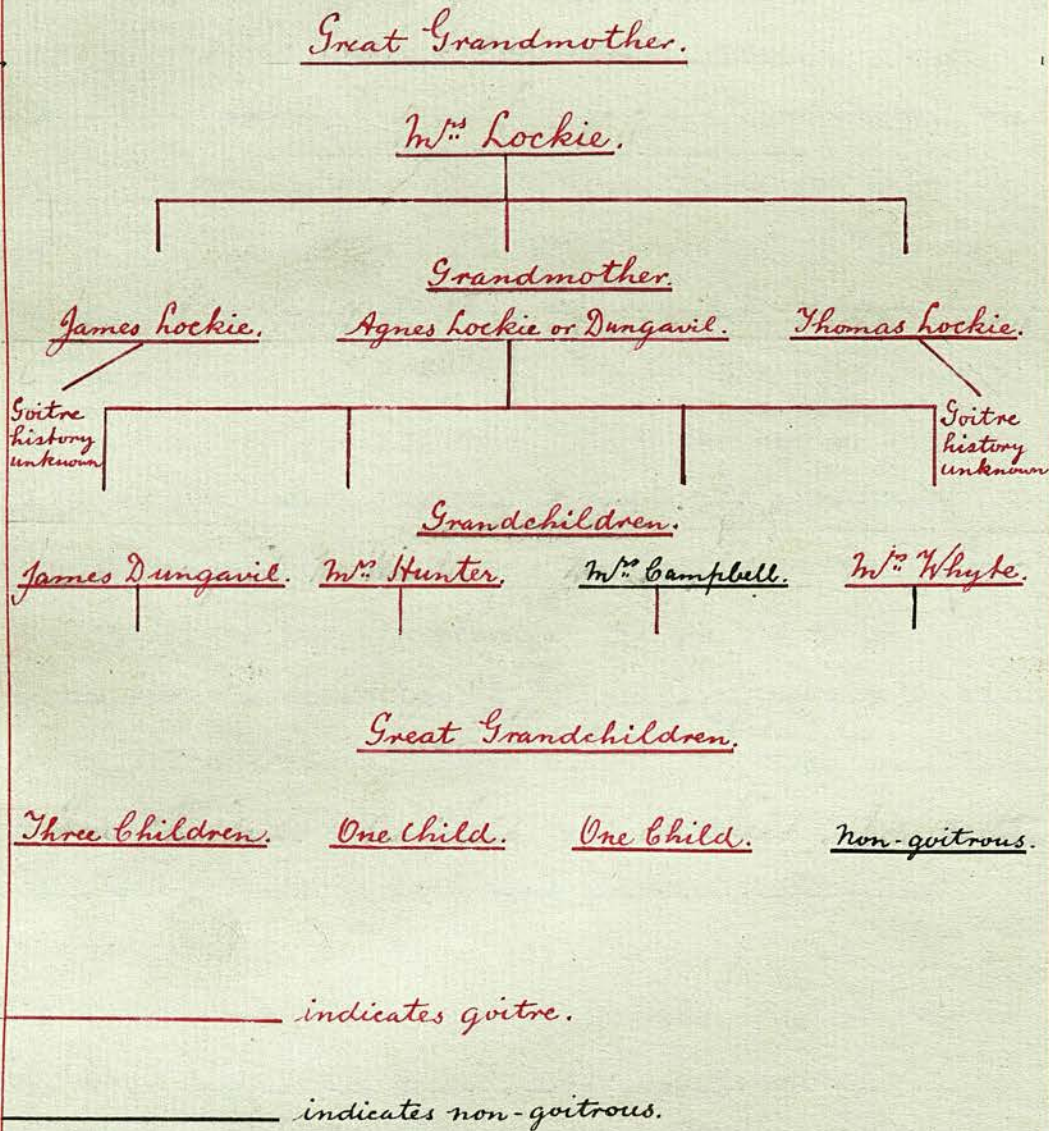 Great Grandmother.
Mrs Lockie.
Grandmother.
James Lockie. Agnes Lockie or Dungavil. Thomas Lockie.
Goitre
history
unknown
Goitre
history
unknown
Grandchildren.
James Dungavil. Mrs Hunter. Mrs Campbell. Mrs Whyte.
Great Grandchildren.
Three Children. One Child. One Child. Non-goitrous.
indicates goitre.
indicates non-goitrous.